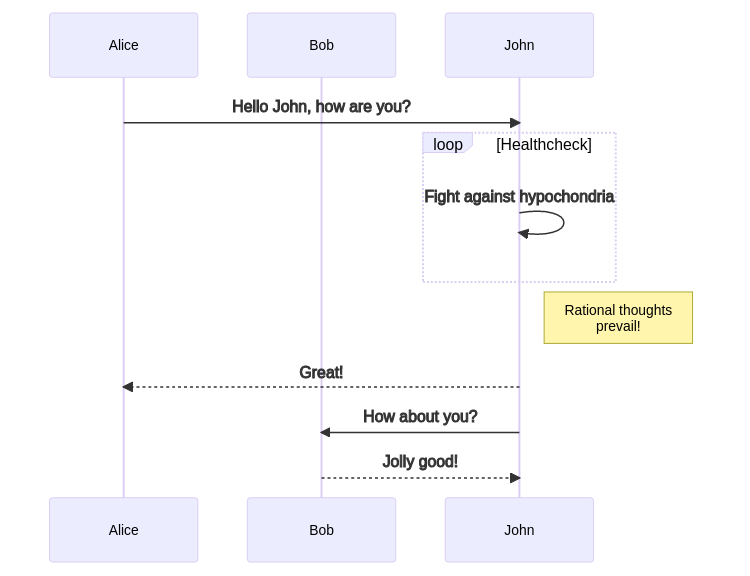 Alice
Bob
John
Hello John, how are you?
loop
[Healthcheck]
Fight against hypochondria
Rational thoughts
prevail!
Great!
How about you?
Jolly good!
Alice
Bob
John